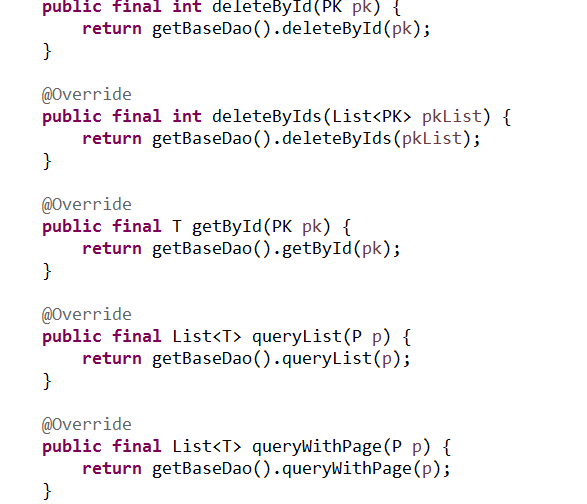 public final int deleteById(PK pk) {
    return getBaseDao().deleteById(pk);
}

@Override
public final int deleteByIds(List<PK> pkList) {
    return getBaseDao().deleteByIds(pkList);
}

@Override
public final T getById(PK pk) {
    return getBaseDao().getById(pk);
}

@Override
public final List<T> queryList(P p) {
    return getBaseDao().queryList(p);
}

@Override
public final List<T> queryWithPage(P p) {
    return getBaseDao().queryWithPage(p);
}